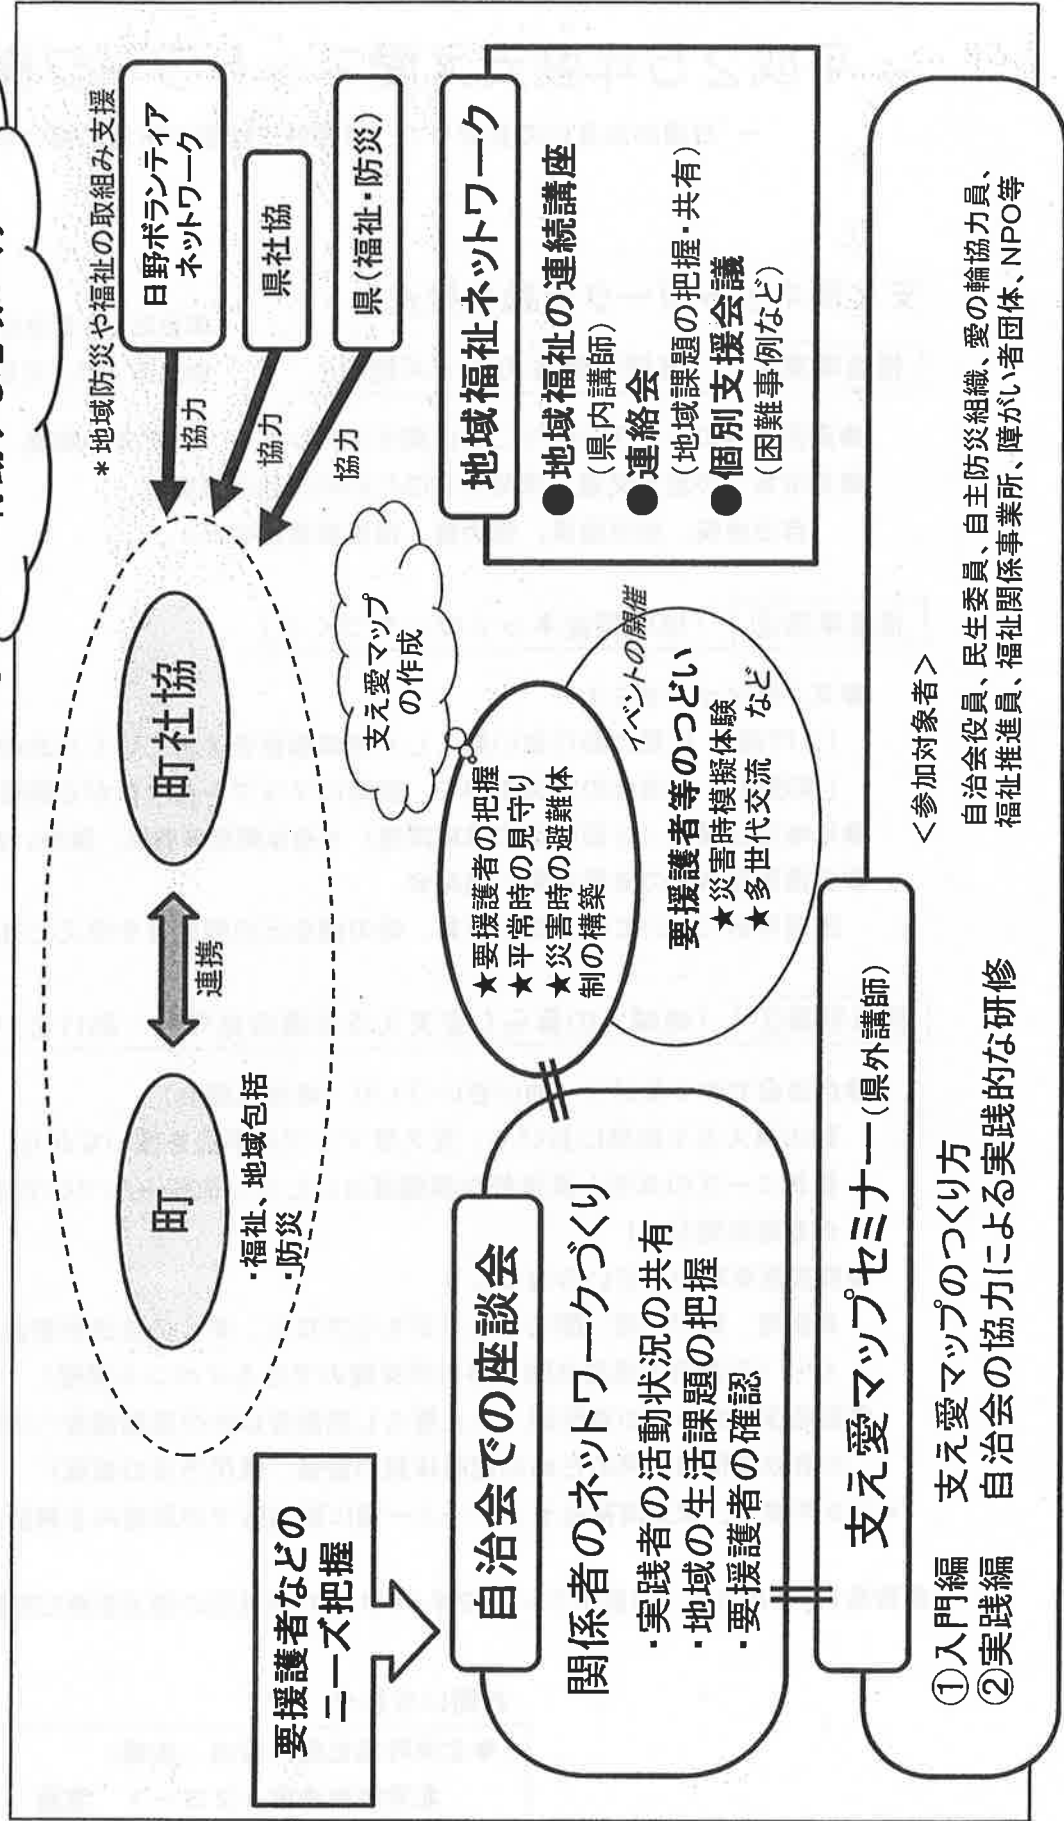 *地域防災や福祉の取組み支援
日野ボランティア
ネットワーク
県社協
県(福祉・防災)
協力
協力
協力
町
町社協
連携
・福祉、地域包括
・防災
要援護者などの
ニーズ把握
支え愛マップ
の作成
自治会での座談会
関係者のネットワークづくり
・実践者の活動状況の共有
・地域の生活課題の把握
・要援護者の確認
★要援護者の把握
★平常時の見守り
★災害時の避難体
制の構築
イベントの開催
要援護者等のつどい
★災害時模擬体験
★多世代交流 など
地域福祉ネットワーク
●地域福祉の連続講座
(県内講師)
●連絡会
(地域課題の把握・共有)
●個別支援会議
(困難事例など)
支え愛マップセミナー(県外講師)
①入門編 支え愛マップのつくり方
②実践編 自治会の協力による実践的な研修
<参加対象者>
自治会役員、民生委員、自主防災組織、愛の輪協力員、
福祉推進員、福祉関係事業所、障がい者団体、NPO等